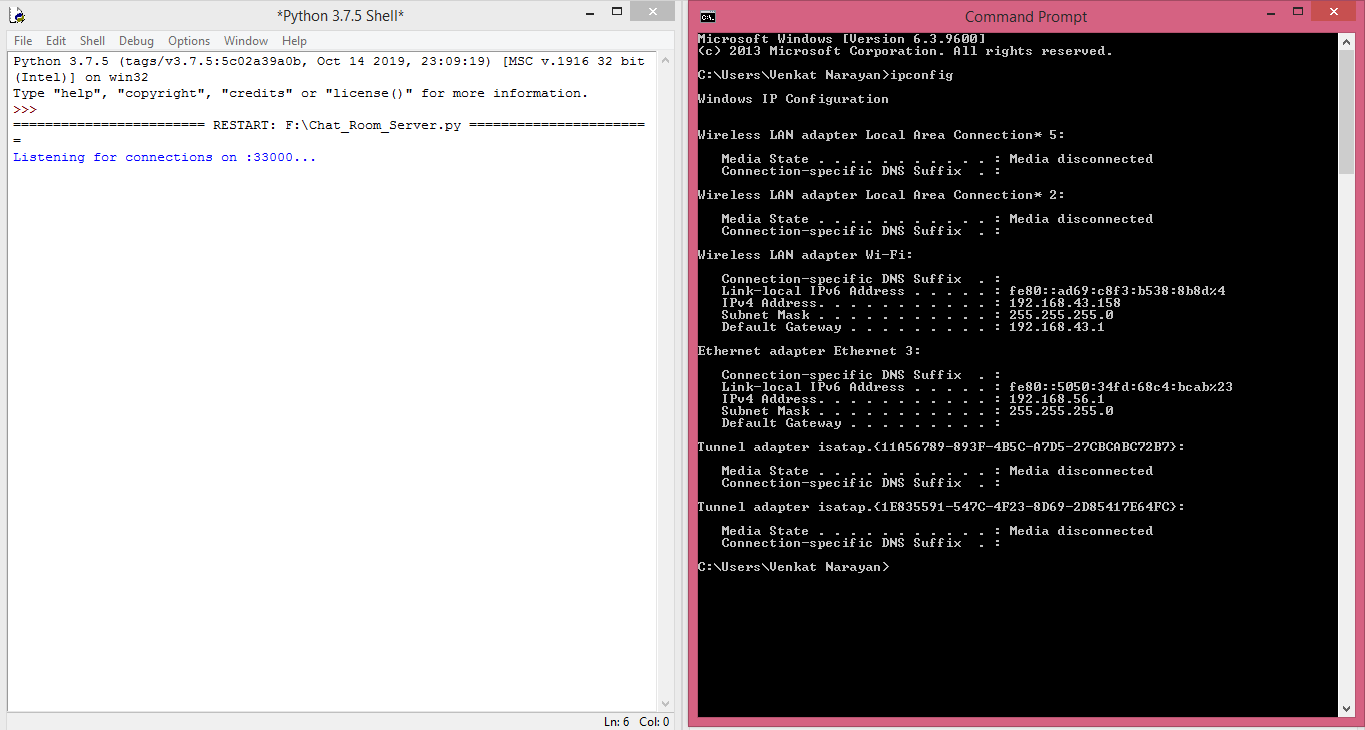 *Python 3.7.5 Shell*
File Edit Shell Debug Options Window Help
Python 3.7.5 (tags/v3.7.5:5c02a39a0b, Oct 14 2019, 23:09:19) [MSC v.1916 32 bit
(Intel)] on win32
Type "help", "copyright", "credits" or "license()" for more information.
>>>
======================== RESTART: F:\Chat_Room_Server.py ======================
=
Listening for connections on :33000...
Ln: 6 Col: 0
Command Prompt
Microsoft Windows [Version 6.3.9600]
(c) 2013 Microsoft Corporation. All rights reserved.
C:\Users\Venkat Narayan>ipconfig
Windows IP Configuration
Wireless LAN adapter Local Area Connection* 5:
Media State . . . . . . . . . . . : Media disconnected
Connection-specific DNS Suffix . :
Wireless LAN adapter Local Area Connection* 2:
Media State . . . . . . . . . . . : Media disconnected
Connection-specific DNS Suffix . :
Wireless LAN adapter Wi-Fi:
Connection-specific DNS Suffix . :
Link-local IPv6 Address . . . . . : fe80::ad69:c8f3:b538:8b8d%4
IPv4 Address. . . . . . . . . . . : 192.168.43.158
Subnet Mask . . . . . . . . . . . : 255.255.255.0
Default Gateway . . . . . . . . . : 192.168.43.1
Ethernet adapter Ethernet 3:
Connection-specific DNS Suffix . :
Link-local IPv6 Address . . . . . : fe80::5050:34fd:68c4:bcab%23
IPv4 Address. . . . . . . . . . . : 192.168.56.1
Subnet Mask . . . . . . . . . . . : 255.255.255.0
Default Gateway . . . . . . . . . :
Tunnel adapter isatap.{11A56789-893F-4B5C-A7D5-27CBCABC72B7}:
Media State . . . . . . . . . . . : Media disconnected
Connection-specific DNS Suffix . :
Tunnel adapter isatap.{1E835591-547C-4F23-8D69-2D85417E64FC}:
Media State . . . . . . . . . . . : Media disconnected
Connection-specific DNS Suffix . :
C:\Users\Venkat Narayan>